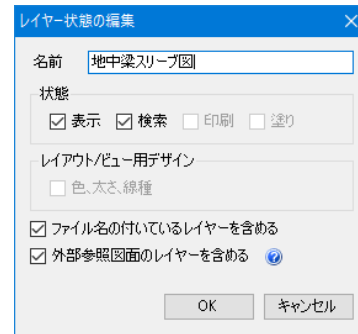 レイヤー状態の編集
名前 地中梁スリーブ図
状態
表示 検索 印刷 塗り
レイアウト/ビュー用デザイン
色、太さ、線種
ファイル名の付いているレイヤーを含める
外部参照図面のレイヤーを含める ?
OK キャンセル